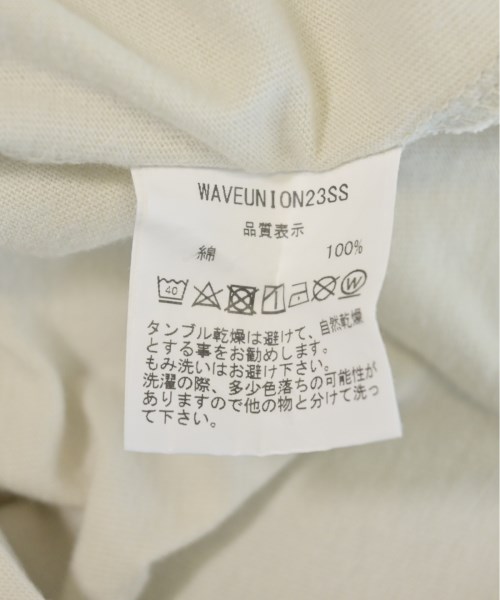 WAVEUNION23SS
品質表示
綿 100%
40 W
タンブル乾燥は避けて、自然乾燥
とする事をお勧めします。
もみ洗いはお避け下さい。
洗濯の際、多少色落ちの可能性が
ありますので他の物と分けて洗っ
て下さい。